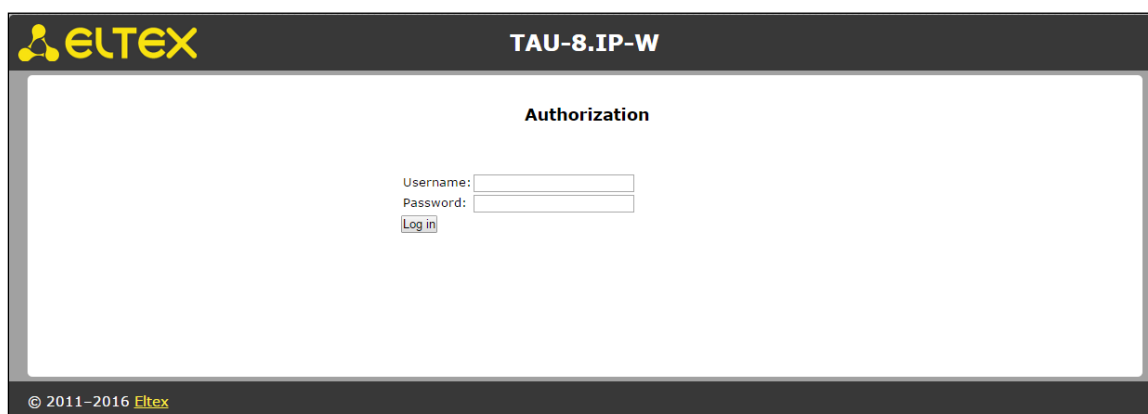 ELTEX
TAU-8.IP-W
Authorization
Username:
Password:
Log in
© 2011–2016 Eltex